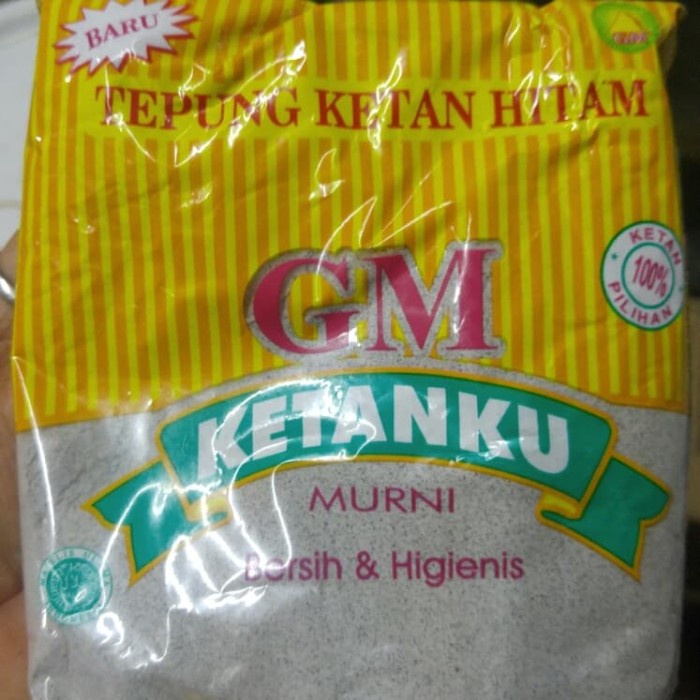 BARU
TEPUNG KETAN HITAM
KETAN
100%
PILIHAN
GM
KETANKU
MURNI
Bersih & Higienis